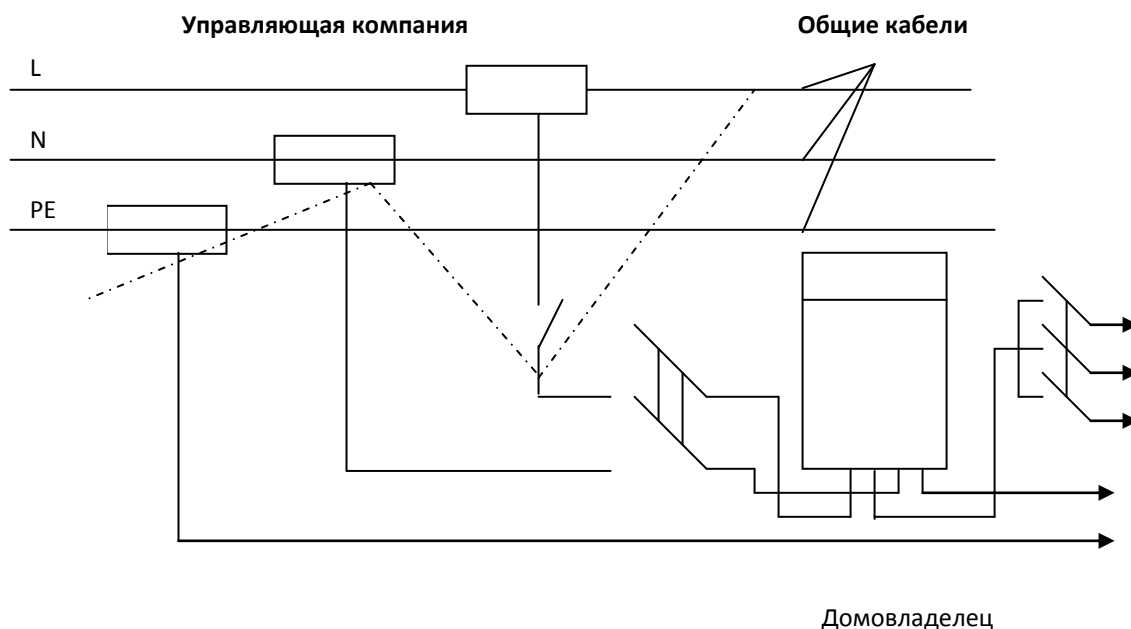 Управляющая компания
Общие кабели
L
N
PE
Домовладелец